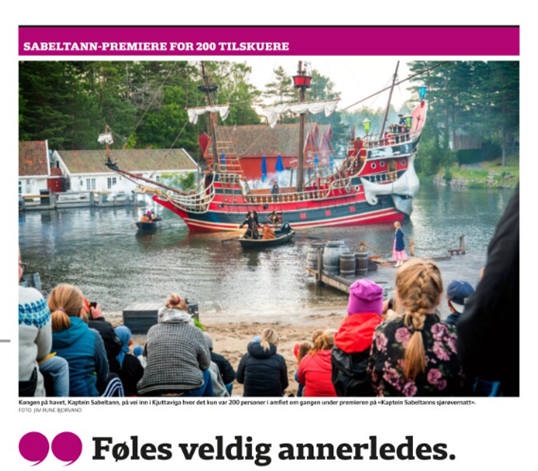 SABELTANN-PREMIERE FOR 200 TILSKUERE
Kongen på havet, Kaptein Sabeltann, på vei inn i Kjuttaviga hvor det kun var 200 personer i amfiet om gangen under premieren på «Kaptein Sabeltanns sjørøvernatt».
FOTO: JIM RUNE BJORVAND
Føles veldig annerledes.